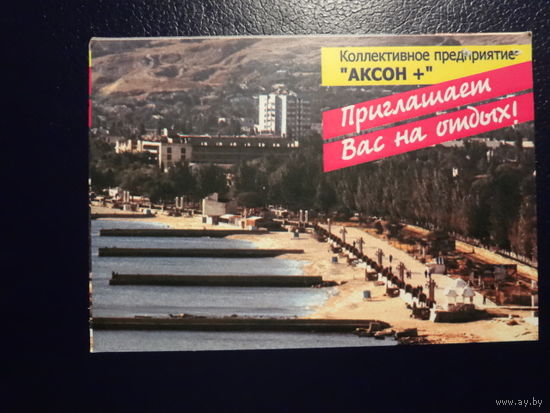 Коллективное предприятие
"АКСОН +"
Приглашает
Вас на отдых!
www.ay.by